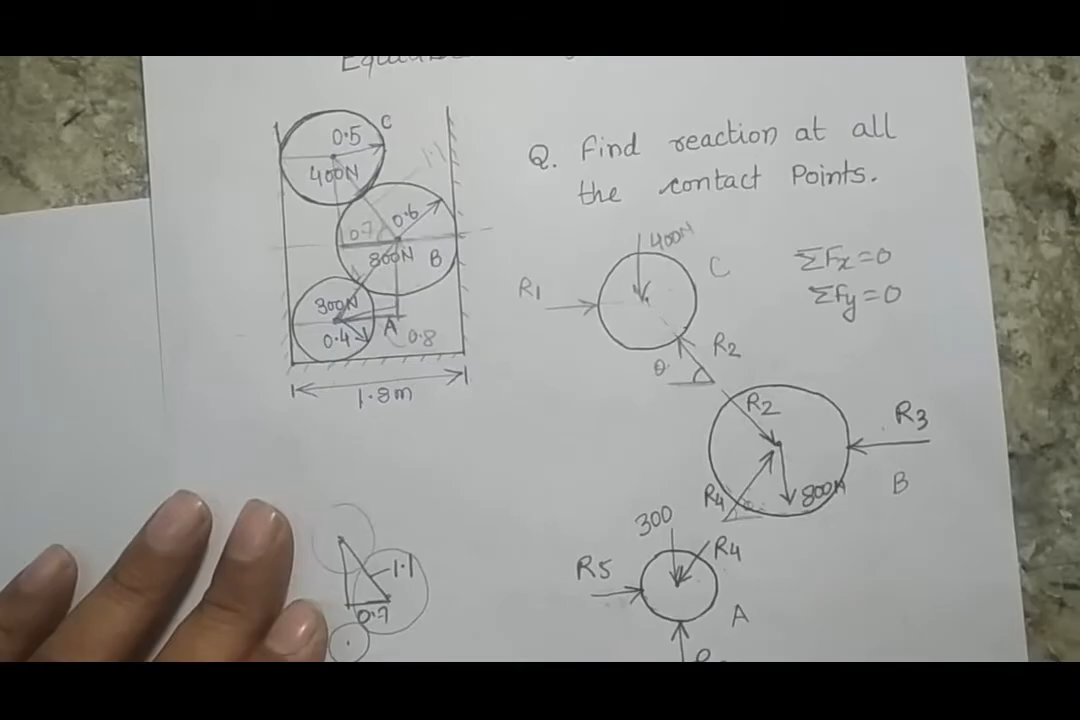 0.5
C
400N
1.1
0.7
0.6
800N
B
300N
A
0.4
0.8
1.8m
Q. Find reaction at all
the contact Points.
400N
C
ΣFx=0
ΣFy=0
R1
R2
θ
R2
R3
R4
800N
B
300
R4
R5
A
1.1
0.7